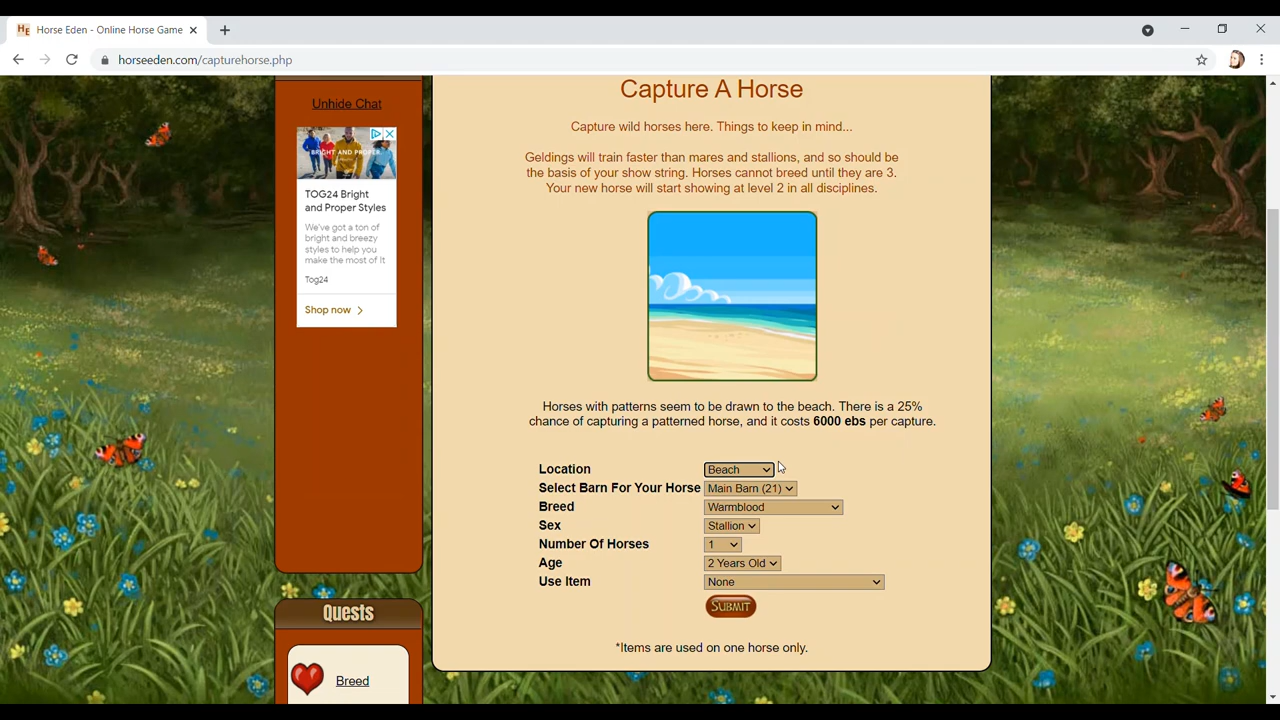 Horse Eden - Online Horse Game
horseeden.com/capturehorse.php
Unhide Chat
BRIGHT AND PROPER.
TOG24 Bright
and Proper Styles
We've got a ton of
bright and breezy
styles to help you
make the most of It
Tog24
Shop now
Quests
Breed
Capture A Horse
Capture wild horses here. Things to keep in mind...
Geldings will train faster than mares and stallions, and so should be
the basis of your show string. Horses cannot breed until they are 3.
Your new horse will start showing at level 2 in all disciplines.
Horses with patterns seem to be drawn to the beach. There is a 25%
chance of capturing a patterned horse, and it costs 6000 ebs per capture.
Location Beach
Select Barn For Your Horse Main Barn (21)
Breed Warmblood
Sex Stallion
Number Of Horses 1
Age 2 Years Old
Use Item None
Submit
*Items are used on one horse only.